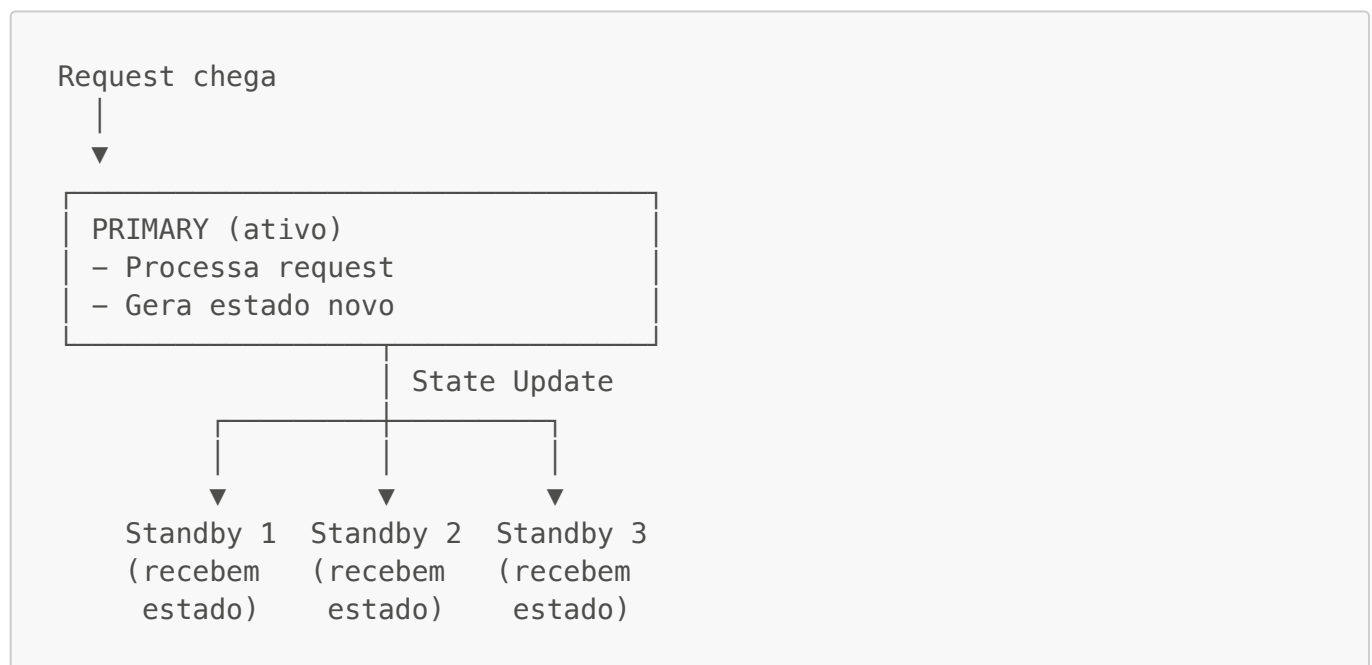 Request chega
PRIMARY (ativo)
- Processa request
- Gera estado novo
State Update
Standby 1 Standby 2 Standby 3
(recebem (recebem (recebem
estado) estado) estado)